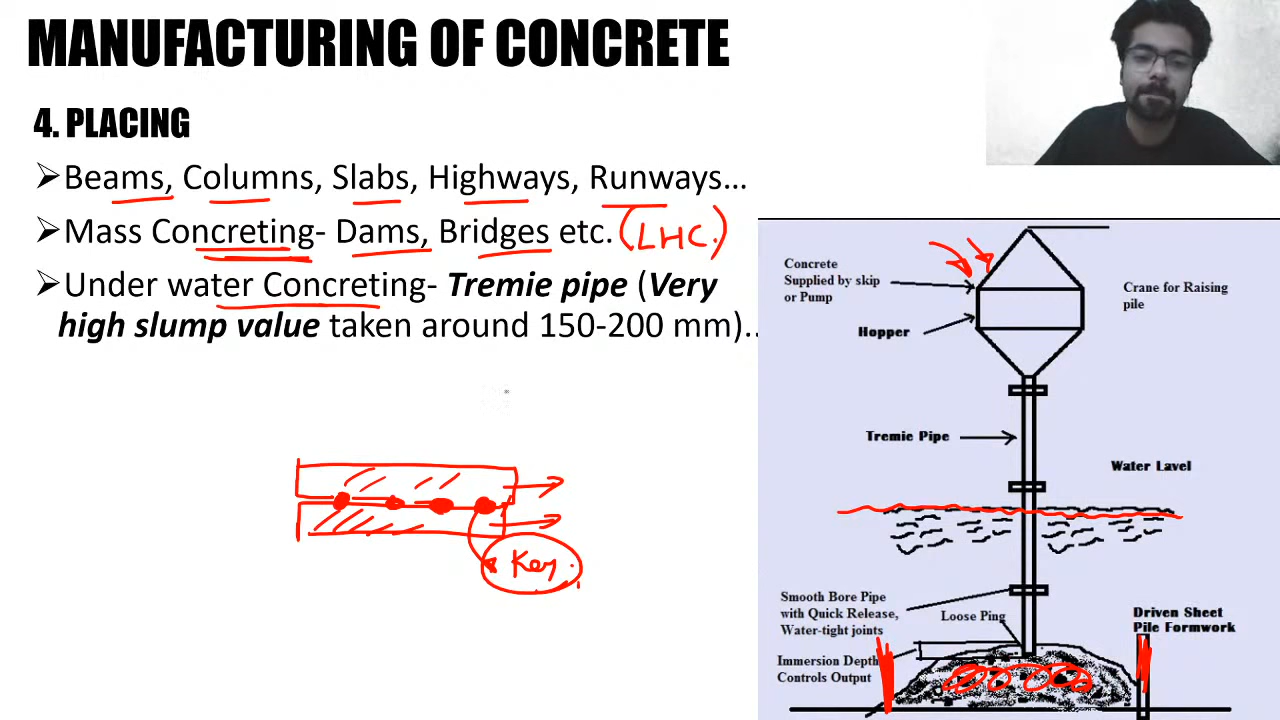 MANUFACTURING OF CONCRETE
4. PLACING
➢Beams, Columns, Slabs, Highways, Runways...
➢Mass Concreting- Dams, Bridges etc. (LHC.)
➢Under water Concreting- Tremie pipe (Very
high slump value taken around 150-200 mm)..
Key
Concrete
Supplied by skip
or Pump
Crane for Raising
pile
Hopper
Tremie Pipe
Water Lavel
Smooth Bore Pipe
with Quick Release,
Water-tight joints
Loose Ping
Driven Sheet
Pile Formwork
Immersion Depth
Controls Output